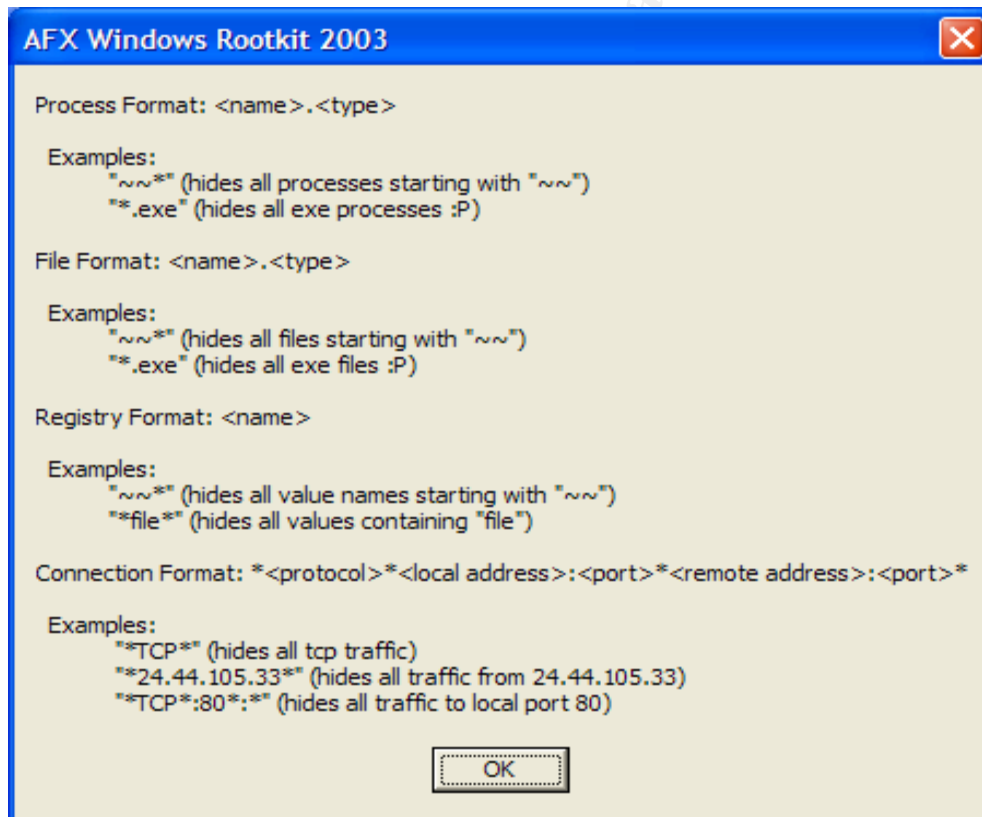 AFX Windows Rootkit 2003
Process Format: <name>.<type>
Examples:
"~~*" (hides all processes starting with "~~")
"*.exe" (hides all exe processes :P)
File Format: <name>.<type>
Examples:
"~~*" (hides all files starting with "~~")
"*.exe" (hides all exe files :P)
Registry Format: <name>
Examples:
"~~*" (hides all value names starting with "~~")
"*file*" (hides all values containing "file")
Connection Format: *<protocol>*<local address>:<port>*<remote address>:<port>*
Examples:
"*TCP*" (hides all tcp traffic)
"*24.44.105.33*" (hides all traffic from 24.44.105.33)
"*TCP*:80*:*" (hides all traffic to local port 80)
OK